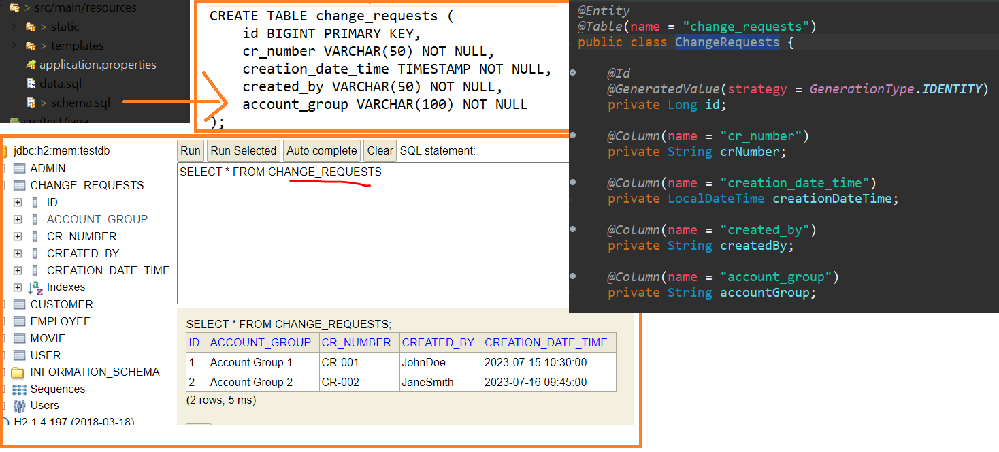 > src/main/resources
> static
> templates
application.properties
data.sql
> schema.sql
src/test/java
CREATE TABLE change_requests (
id BIGINT PRIMARY KEY,
cr_number VARCHAR(50) NOT NULL,
creation_date_time TIMESTAMP NOT NULL,
created_by VARCHAR(50) NOT NULL,
account_group VARCHAR(100) NOT NULL
);
@Entity
@Table(name = "change_requests")
public class ChangeRequests {
@Id
@GeneratedValue(strategy = GenerationType.IDENTITY)
private Long id;
@Column(name = "cr_number")
private String crNumber;
@Column(name = "creation_date_time")
private LocalDateTime creationDateTime;
@Column(name = "created_by")
private String createdBy;
@Column(name = "account_group")
private String accountGroup;
jdbc:h2:mem:testdb
ADMIN
CHANGE_REQUESTS
ID
ACCOUNT_GROUP
CR_NUMBER
CREATED_BY
CREATION_DATE_TIME
Indexes
CUSTOMER
EMPLOYEE
MOVIE
USER
INFORMATION_SCHEMA
Sequences
Users
H2 1.4.197 (2018-03-18)
Run Run Selected Auto complete Clear SQL statement:
SELECT * FROM CHANGE_REQUESTS
SELECT * FROM CHANGE_REQUESTS;
ID ACCOUNT_GROUP CR_NUMBER CREATED_BY CREATION_DATE_TIME
1 Account Group 1 CR-001 JohnDoe 2023-07-15 10:30:00
2 Account Group 2 CR-002 JaneSmith 2023-07-16 09:45:00
(2 rows, 5 ms)